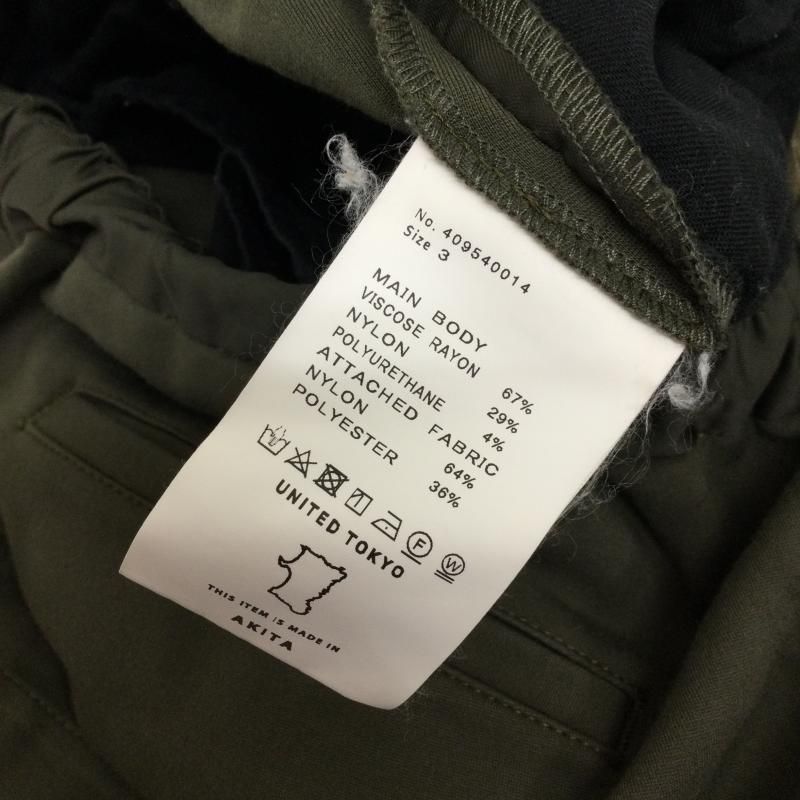 No. 409540014
Size 3
MAIN BODY
VISCOSE RAYON 67%
NYLON 29%
POLYURETHANE 4%
ATTACHED FABRIC
NYLON 64%
POLYESTER 36%
F W
UNITED TOKYO
THIS ITEM IS MADE IN
AKITA